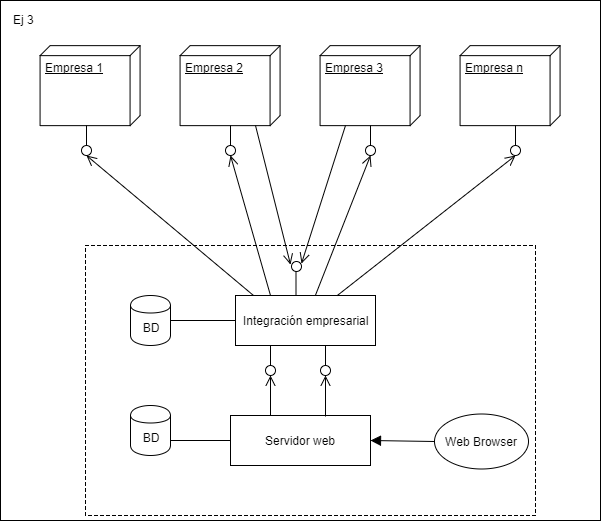 Ej 3
Empresa 1
Empresa 2
Empresa 3
Empresa n
Integración empresarial
BD
BD
Servidor web
Web Browser